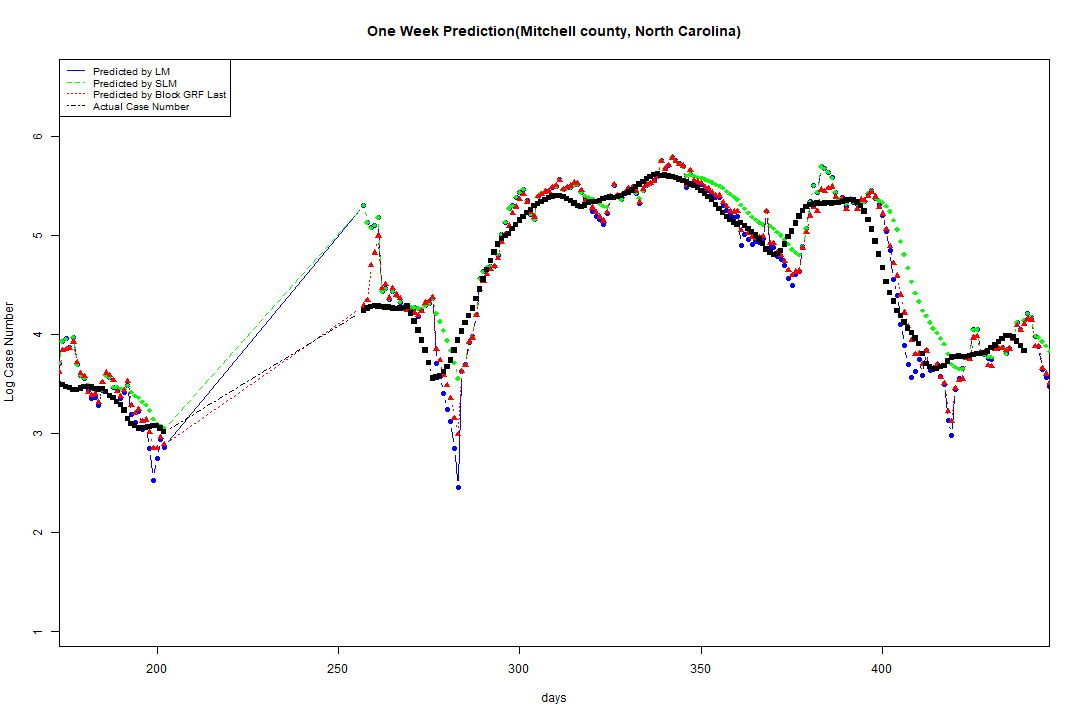 One Week Prediction(Mitchell county, North Carolina)
Predicted by LM
Predicted by SLM
Predicted by Block GRF Last
Actual Case Number
Log Case Number
6
5
4
3
2
1
200 250 300 350 400
days